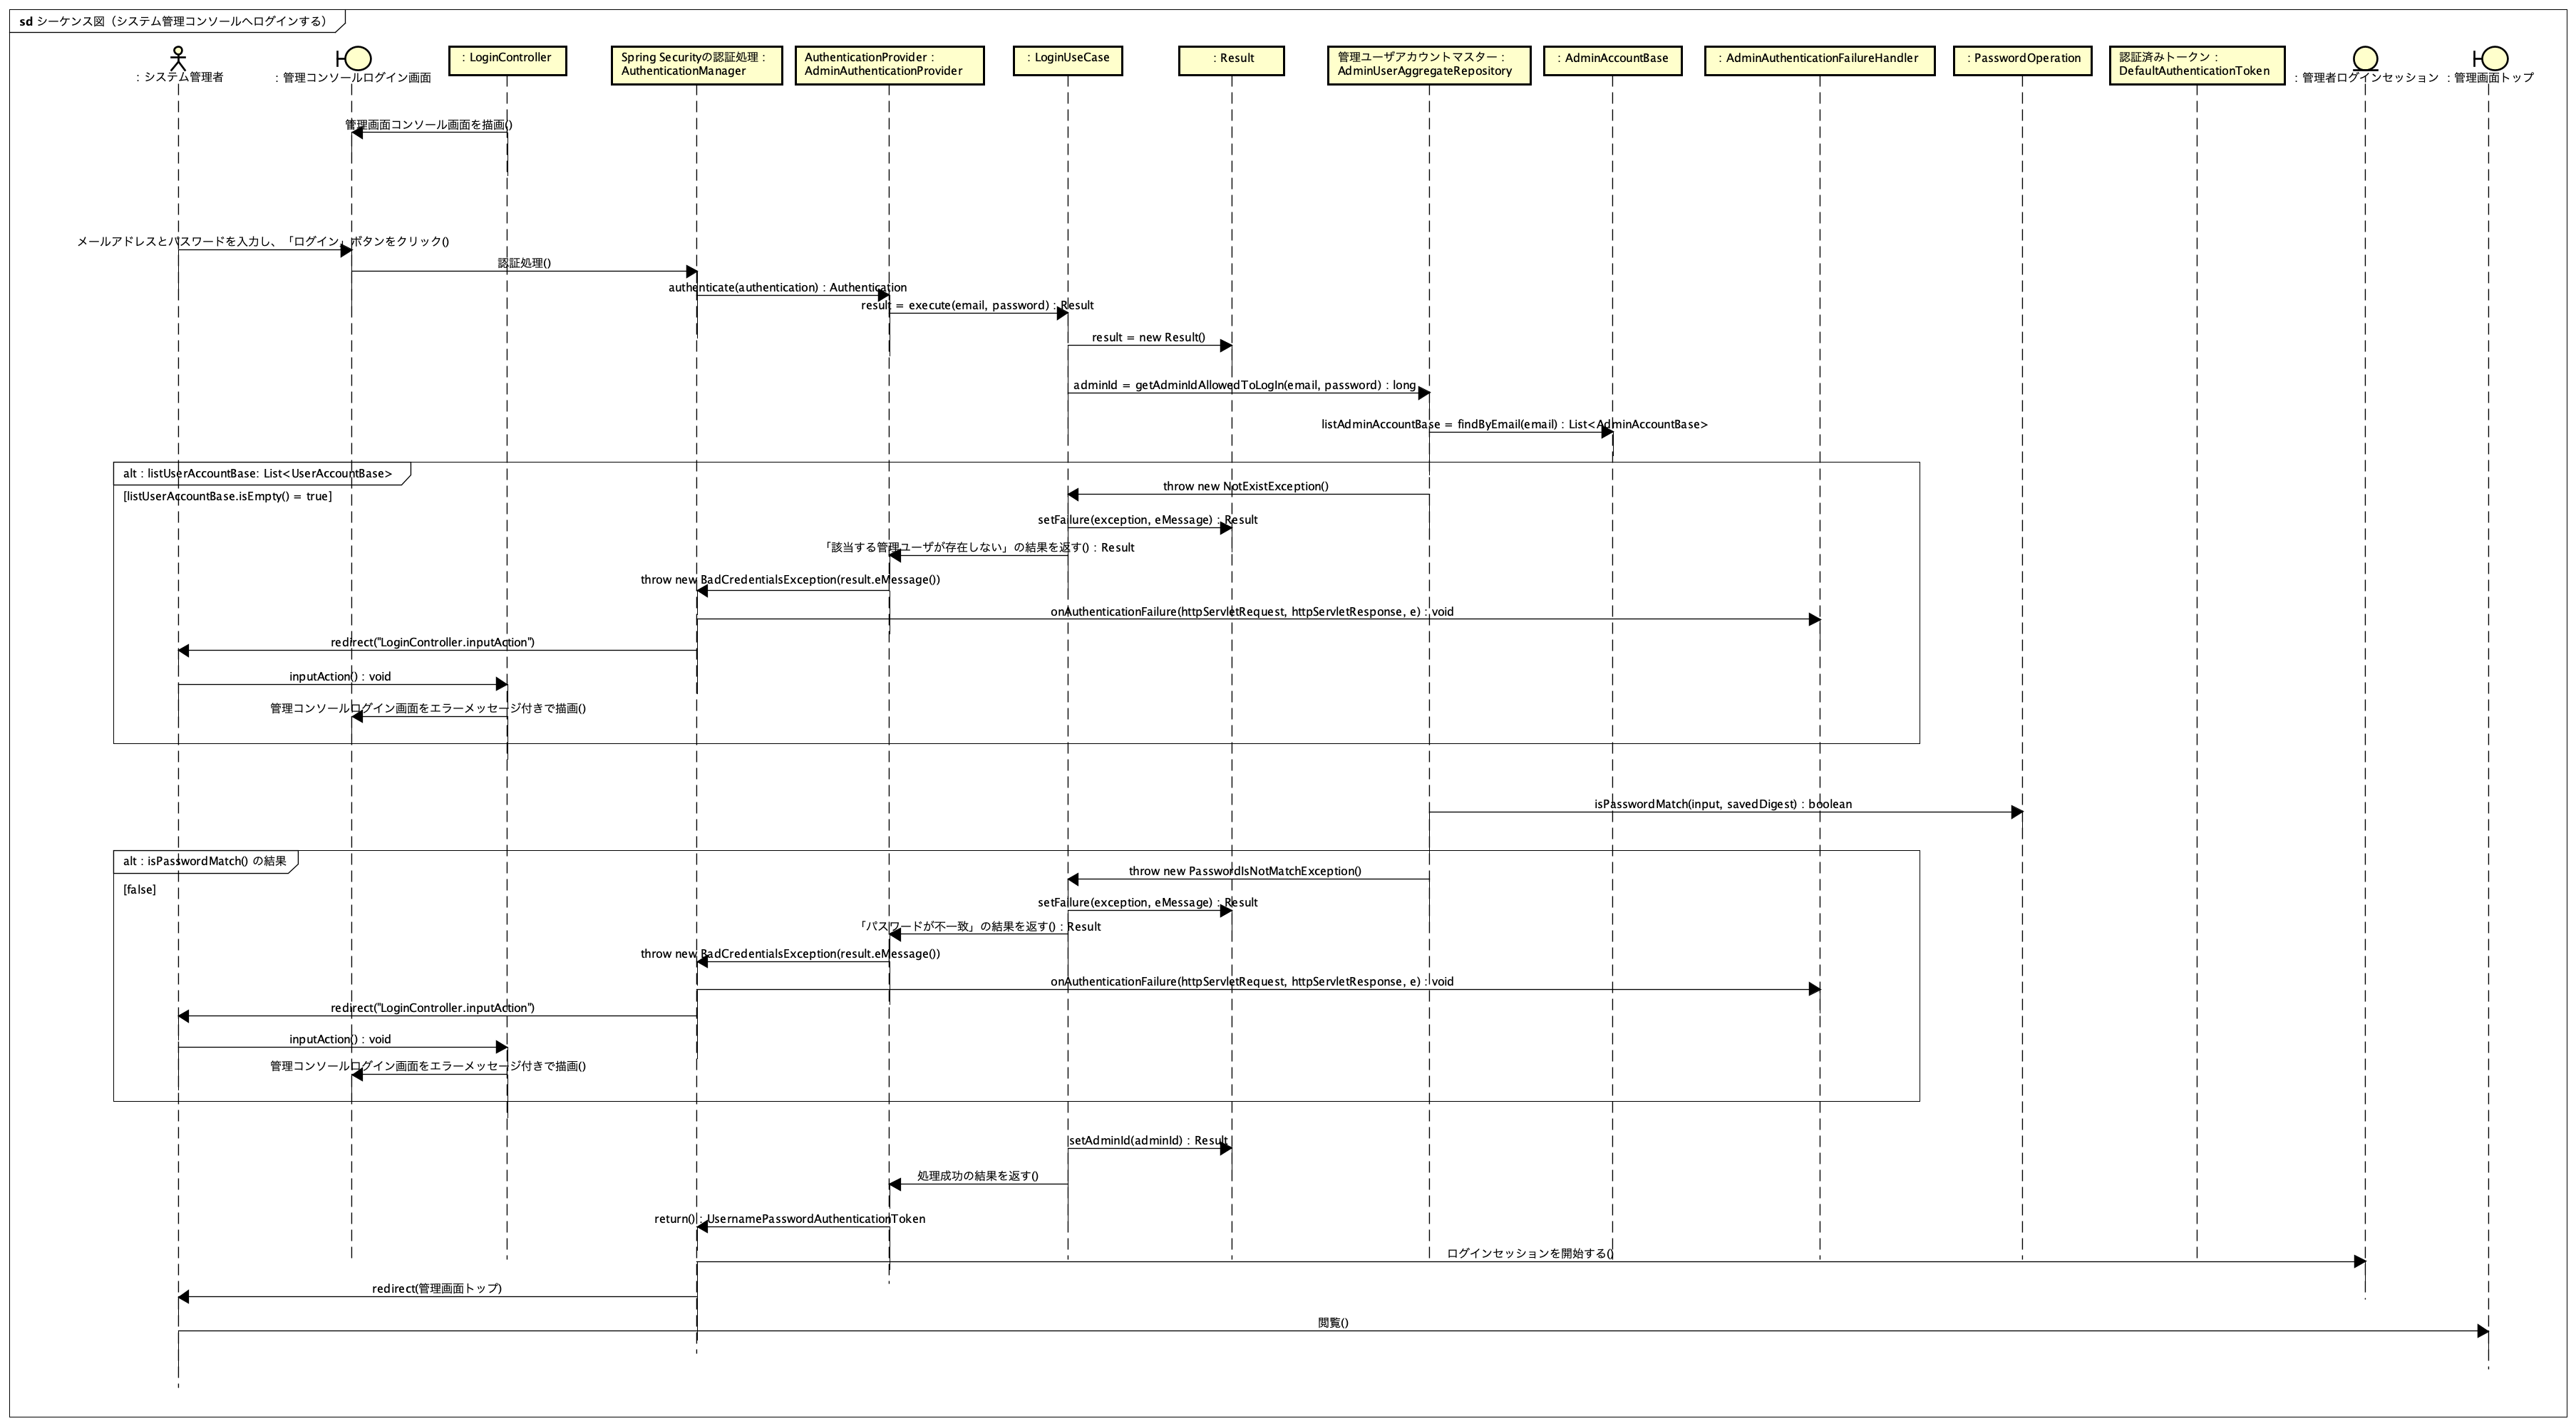 sd シーケンス図（システム管理コンソールへログインする）
: システム管理者
: 管理コンソールログイン画面
: LoginController
Spring Securityの認証処理 :
AuthenticationManager
AuthenticationProvider :
AdminAuthenticationProvider
: LoginUseCase
: Result
管理ユーザアカウントマスター :
AdminUserAggregateRepository
: AdminAccountBase
: AdminAuthenticationFailureHandler
: PasswordOperation
認証済みトークン :
DefaultAuthenticationToken
: 管理者ログインセッション
: 管理画面トップ
管理画面コンソール画面を描画()
メールアドレスとパスワードを入力し、「ログイン」ボタンをクリック()
認証処理()
authenticate(authentication) : Authentication
result = execute(email, password) : Result
result = new Result()
adminId = getAdminIdAllowedToLogIn(email, password) : long
listAdminAccountBase = findByEmail(email) : List<AdminAccountBase>
alt : listUserAccountBase: List<UserAccountBase>
[listUserAccountBase.isEmpty() = true]
throw new NotExistException()
setFailure(exception, eMessage) : Result
「該当する管理ユーザが存在しない」の結果を返す() : Result
throw new BadCredentialsException(result.eMessage())
onAuthenticationFailure(httpServletRequest, httpServletResponse, e) : void
redirect("LoginController.inputAction")
inputAction() : void
管理コンソールログイン画面をエラーメッセージ付きで描画()
isPasswordMatch(input, savedDigest) : boolean
alt : isPasswordMatch() の結果
[false]
throw new PasswordIsNotMatchException()
setFailure(exception, eMessage) : Result
「パスワードが不一致」の結果を返す() : Result
throw new BadCredentialsException(result.eMessage())
onAuthenticationFailure(httpServletRequest, httpServletResponse, e) : void
redirect("LoginController.inputAction")
inputAction() : void
管理コンソールログイン画面をエラーメッセージ付きで描画()
setAdminId(adminId) : Result
処理成功の結果を返す()
return() : UsernamePasswordAuthenticationToken
ログインセッションを開始する()
redirect(管理画面トップ)
閲覧()